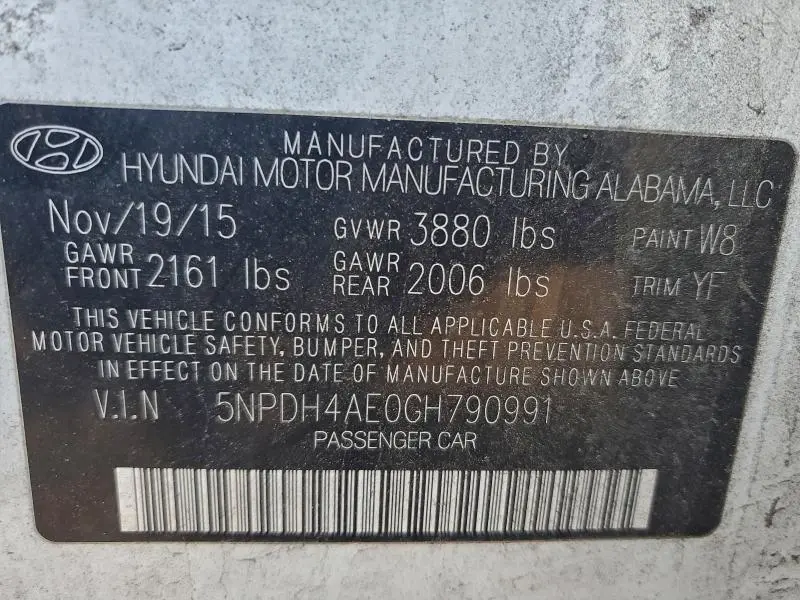 MANUFACTURED BY
HYUNDAI MOTOR MANUFACTURING ALABAMA, LLC
Nov/19/15 GVWR 3880 lbs PAINT W8
GAWR FRONT 2161 lbs GAWR REAR 2006 lbs TRIM YF
THIS VEHICLE CONFORMS TO ALL APPLICABLE U.S.A. FEDERAL
MOTOR VEHICLE SAFETY, BUMPER, AND THEFT PREVENTION STANDARDS
IN EFFECT ON THE DATE OF MANUFACTURE SHOWN ABOVE.
V.I.N 5NPDH4AE0GH790991
PASSENGER CAR